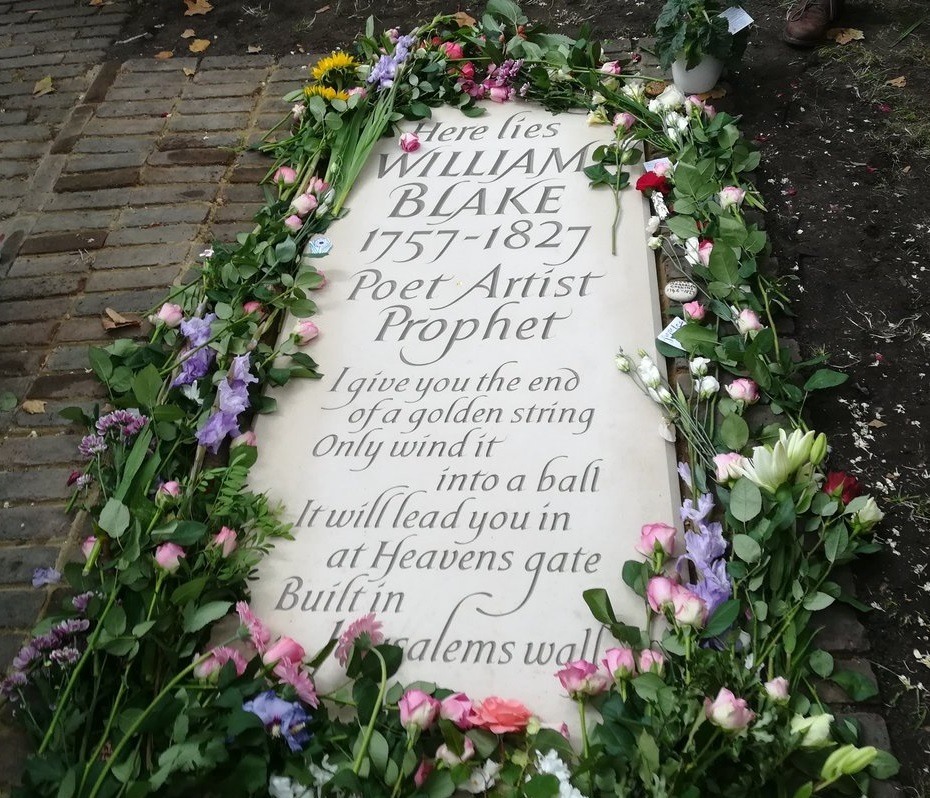 Here lies
WILLIAM
BLAKE
1757-1827
Poet Artist
Prophet
I give you the end
of a golden string
Only wind it
into a ball
It will lead you in
at Heavens gate
Built in
Jerusalems wall